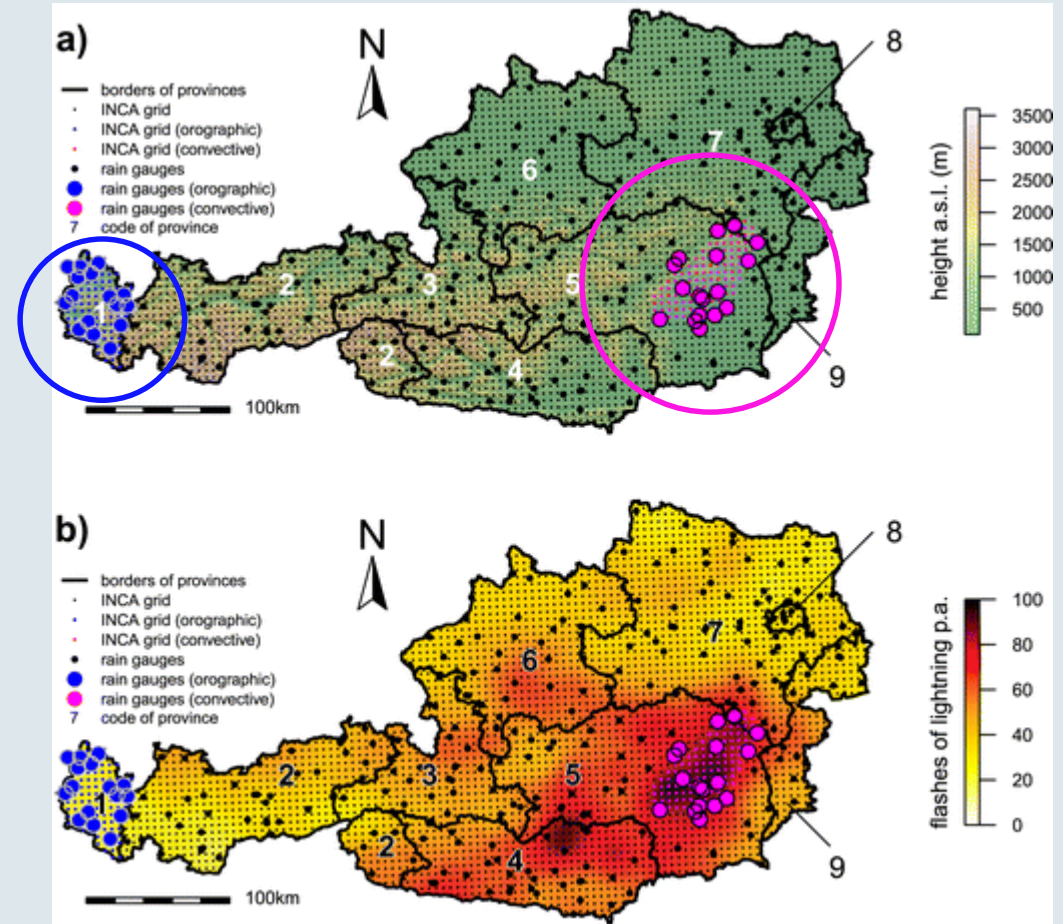 a)
N
8
borders of provinces
INCA grid
INCA grid (orographic)
INCA grid (convective)
rain gauges
rain gauges (orographic)
rain gauges (convective)
7 code of province
6
7
1
2
3
5
2
4
9
100km
3500
3000
2500
2000
1500
1000
500
height a.s.l. (m)
b)
N
8
borders of provinces
INCA grid
INCA grid (orographic)
INCA grid (convective)
rain gauges
rain gauges (orographic)
rain gauges (convective)
7 code of province
6
7
1
2
3
5
2
4
9
100km
100
80
60
40
20
0
flashes of lightning p.a.